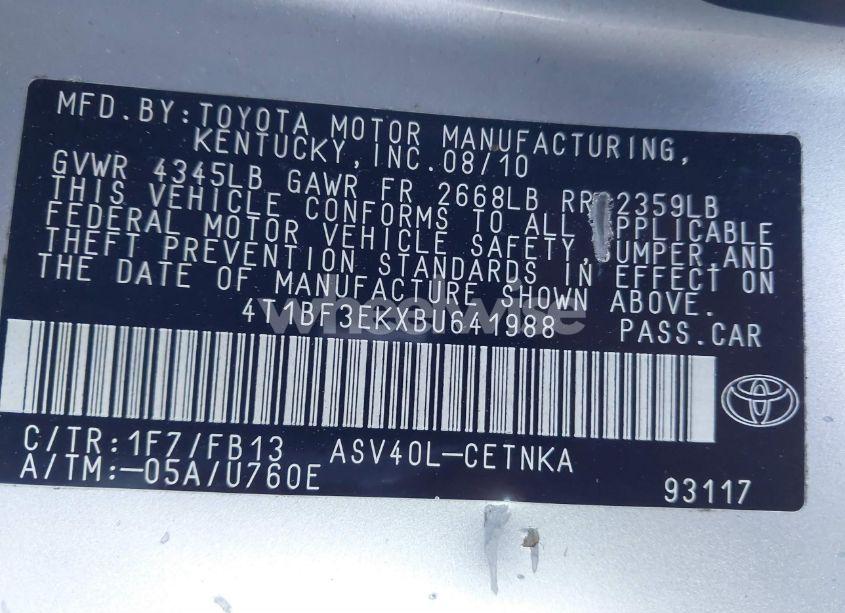 MFD.BY:TOYOTA MOTOR MANUFACTURING,
KENTUCKY, INC.08/10
GVWR 4345LB GAWR FR 2668LB RR 2359LB
THIS VEHICLE CONFORMS TO ALL APPLICABLE
FEDERAL MOTOR VEHICLE SAFETY, BUMPER,AND
THEFT PREVENTION STANDARDS IN EFFECT ON
THE DATE OF MANUFACTURE SHOWN ABOVE.
4T1BF3EKXBU641988 PASS.CAR
wheelwise
C/TR:1F7/FB13 ASV40L-CETNKA
A/TM:-05A/U760E
93117